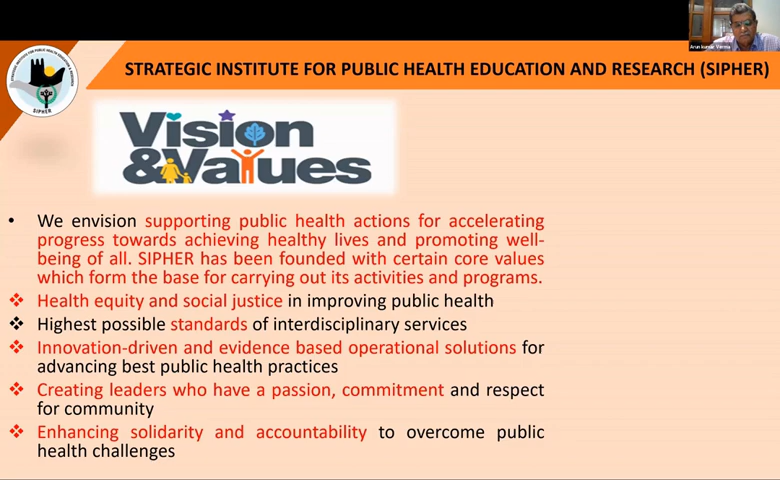 Arun kumar Varma
STRATEGIC INSTITUTE FOR PUBLIC HEALTH EDUCATION AND RESEARCH (SIPHER)
SIPHER
Vision
&Values
• We envision supporting public health actions for accelerating
progress towards achieving healthy lives and promoting well-
being of all. SIPHER has been founded with certain core values
which form the base for carrying out its activities and programs.
❖ Health equity and social justice in improving public health
❖ Highest possible standards of interdisciplinary services
❖ Innovation-driven and evidence based operational solutions for
advancing best public health practices
❖ Creating leaders who have a passion, commitment and respect
for community
❖ Enhancing solidarity and accountability to overcome public
health challenges